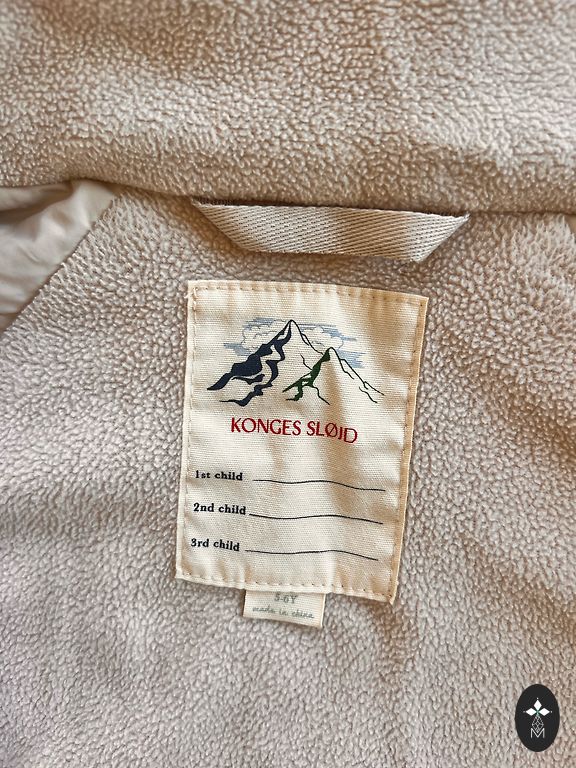 KONGES SLØJD
1st child
2nd child
3rd child
5-6Y
made in china
M